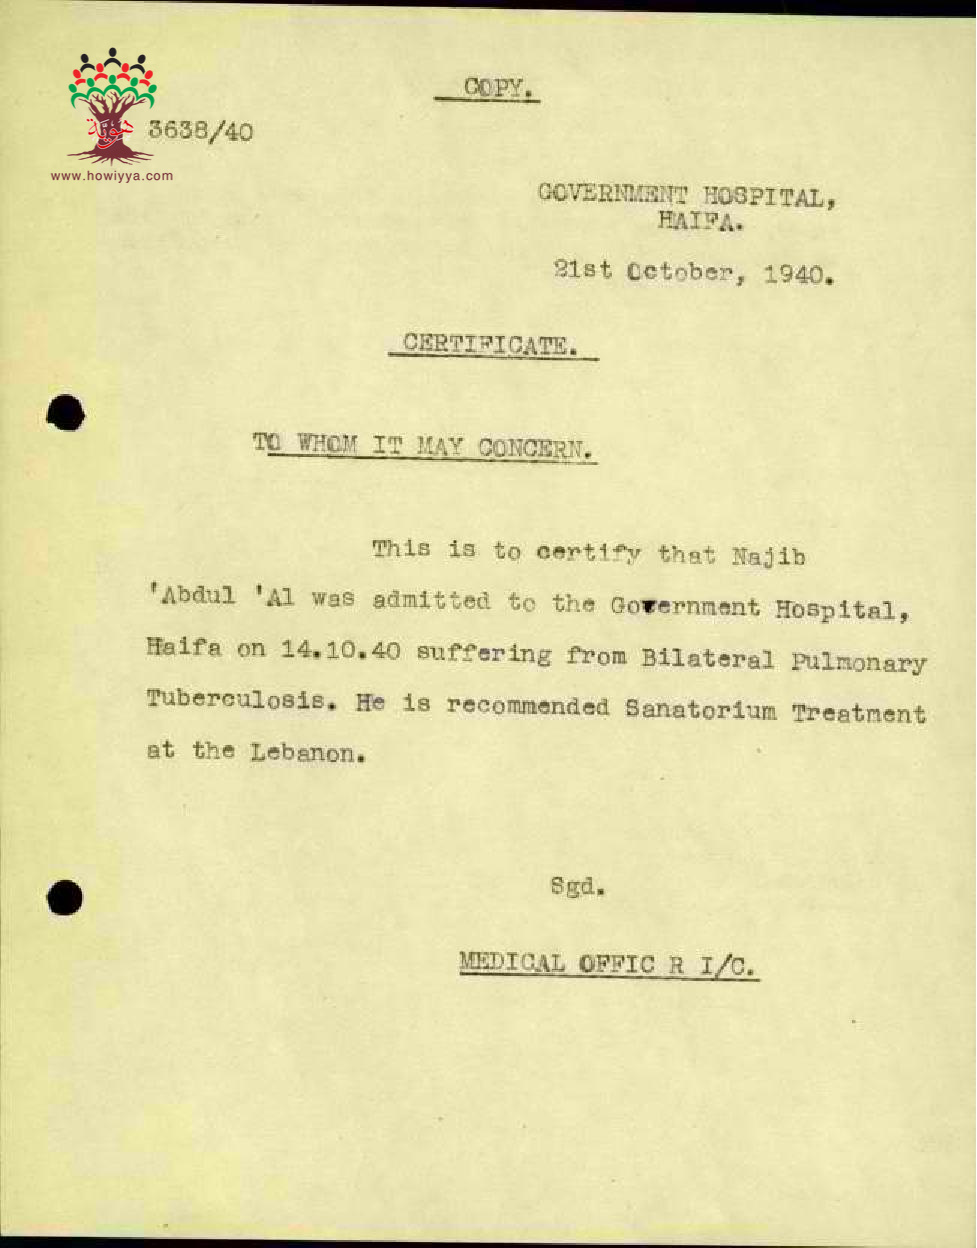 COPY.
حوية
3638/40
www.howiyya.com
GOVERNMENT HOSPITAL,
HAIFA.
21st October, 1940.
CERTIFICATE.
TO WHOM IT MAY CONCERN.
This is to certify that Najib
'Abdul 'Al was admitted to the Government Hospital,
Haifa on 14.10.40 suffering from Bilateral Pulmonary
Tuberculosis. He is recommended Sanatorium Treatment
at the Lebanon.
Sgd.
MEDICAL OFFIC R I/C.